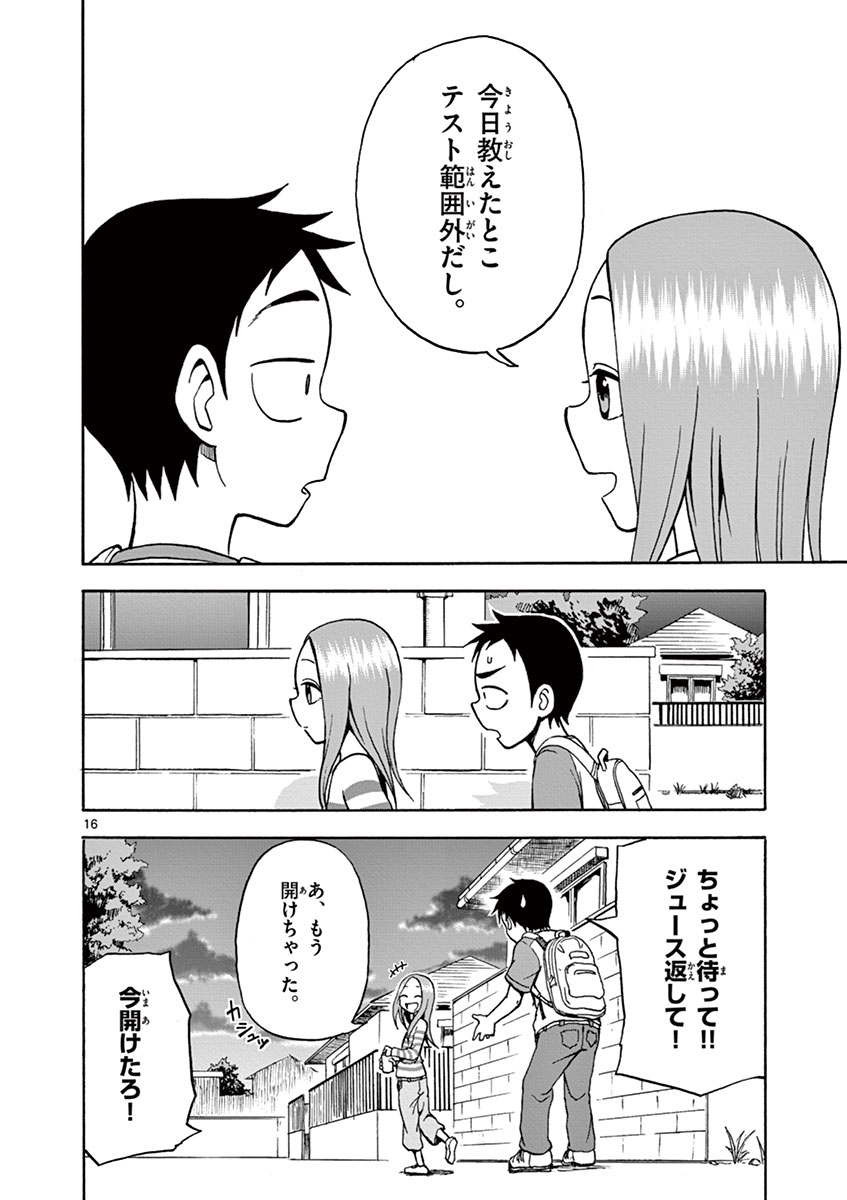 今日教えたとこ
テスト範囲外だし。
ちょっと待って!!
ジュース返して!
あ、もう
開けちゃった。
カシュッ
今開けたろ!
16